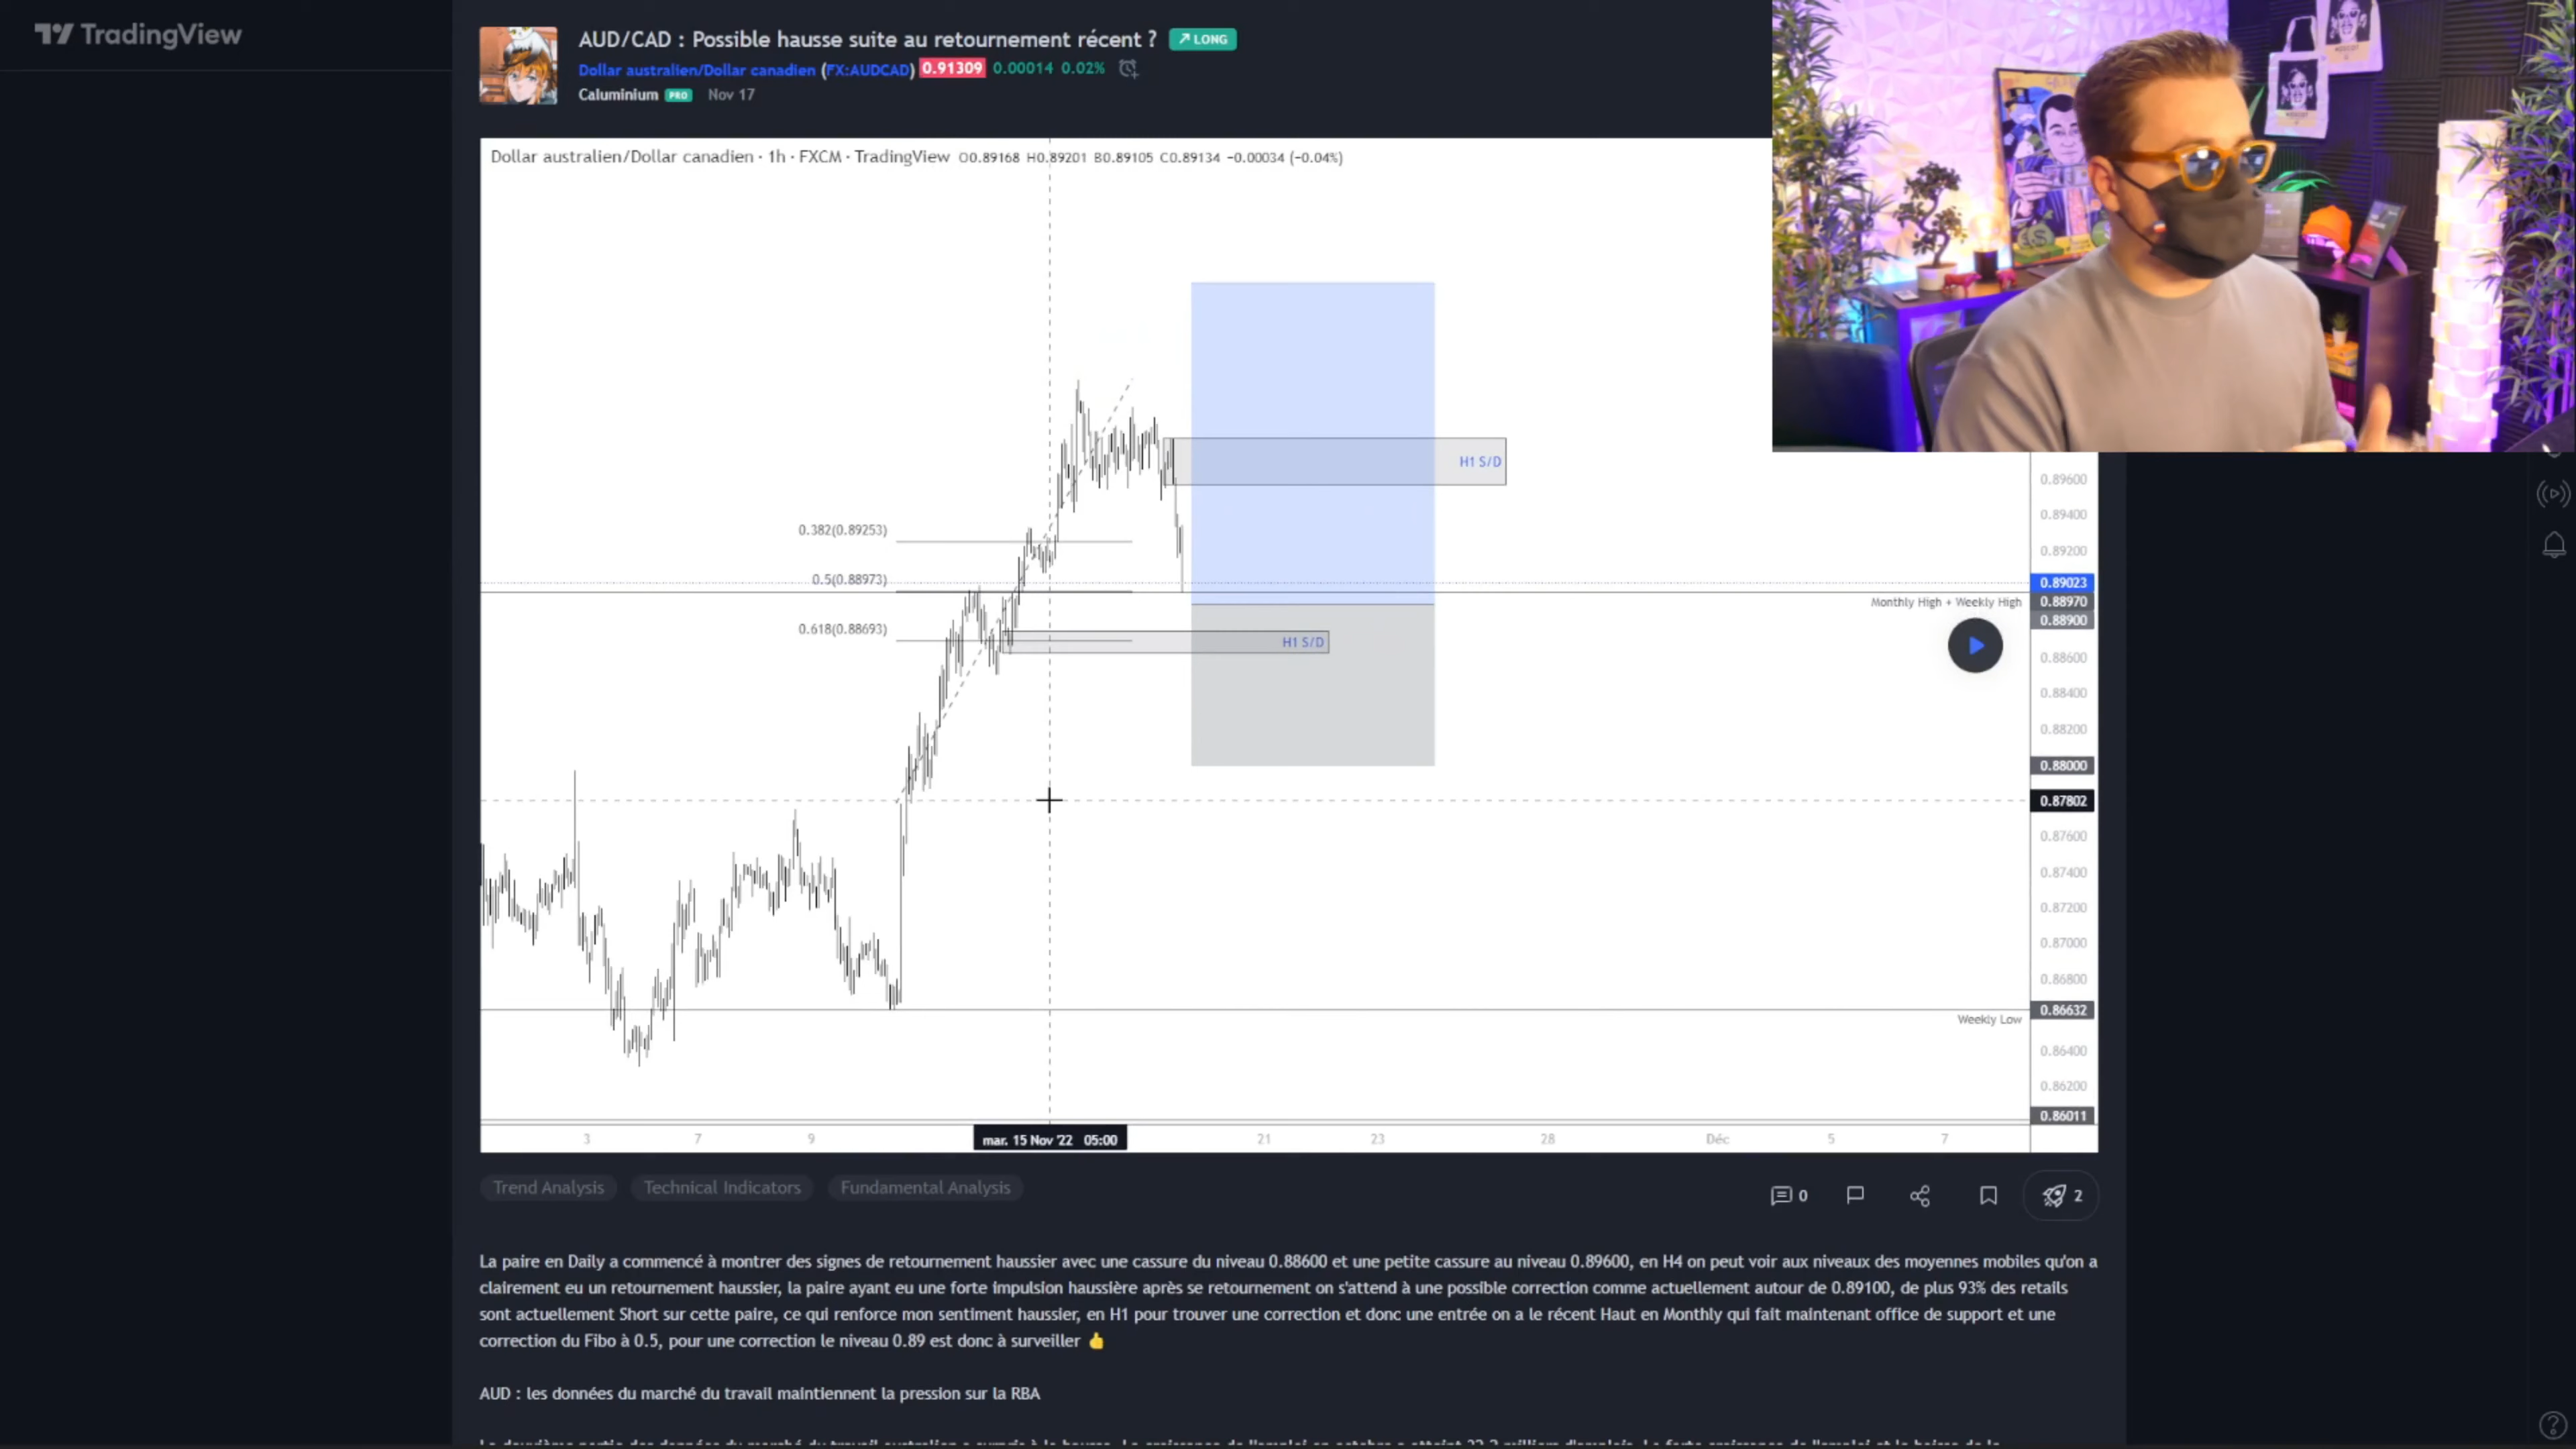 TradingView
AUD/CAD : Possible hausse suite au retournement récent ? LONG
Dollar australien/Dollar canadien (FX:AUDCAD) 0.91309 0.00014 0.02%
Caluminium PRO Nov 17
Dollar australien/Dollar canadien · 1h · FXCM · TradingView O0.89168 H0.89201 B0.89105 C0.89134 −0.00034 (−0.04%)
H1 S/D
0.89600
0.89400
0.382(0.89253)
0.89200
0.5(0.88973)
0.89023
Monthly High + Weekly High
0.88970
0.88900
0.618(0.88693)
H1 S/D
0.88600
0.88400
0.88200
0.88000
0.87802
0.87600
0.87400
0.87200
0.87000
0.86800
0.86632
Weekly Low
0.86400
0.86200
0.86011
3 7 9 mar. 15 Nov '22 05:00 21 23 28 Déc 5 7
Trend Analysis Technical Indicators Fundamental Analysis
0 2
La paire en Daily a commencé à montrer des signes de retournement haussier avec une cassure du niveau 0.88600 et une petite cassure au niveau 0.89600, en H4 on peut voir aux niveaux des moyennes mobiles qu'on a
clairement eu un retournement haussier, la paire ayant eu une forte impulsion haussière après se retournement on s'attend à une possible correction comme actuellement autour de 0.89100, de plus 93% des retails
sont actuellement Short sur cette paire, ce qui renforce mon sentiment haussier, en H1 pour trouver une correction et donc une entrée on a le récent Haut en Monthly qui fait maintenant office de support et une
correction du Fibo à 0.5, pour une correction le niveau 0.89 est donc à surveiller 👍
AUD : les données du marché du travail maintiennent la pression sur la RBA